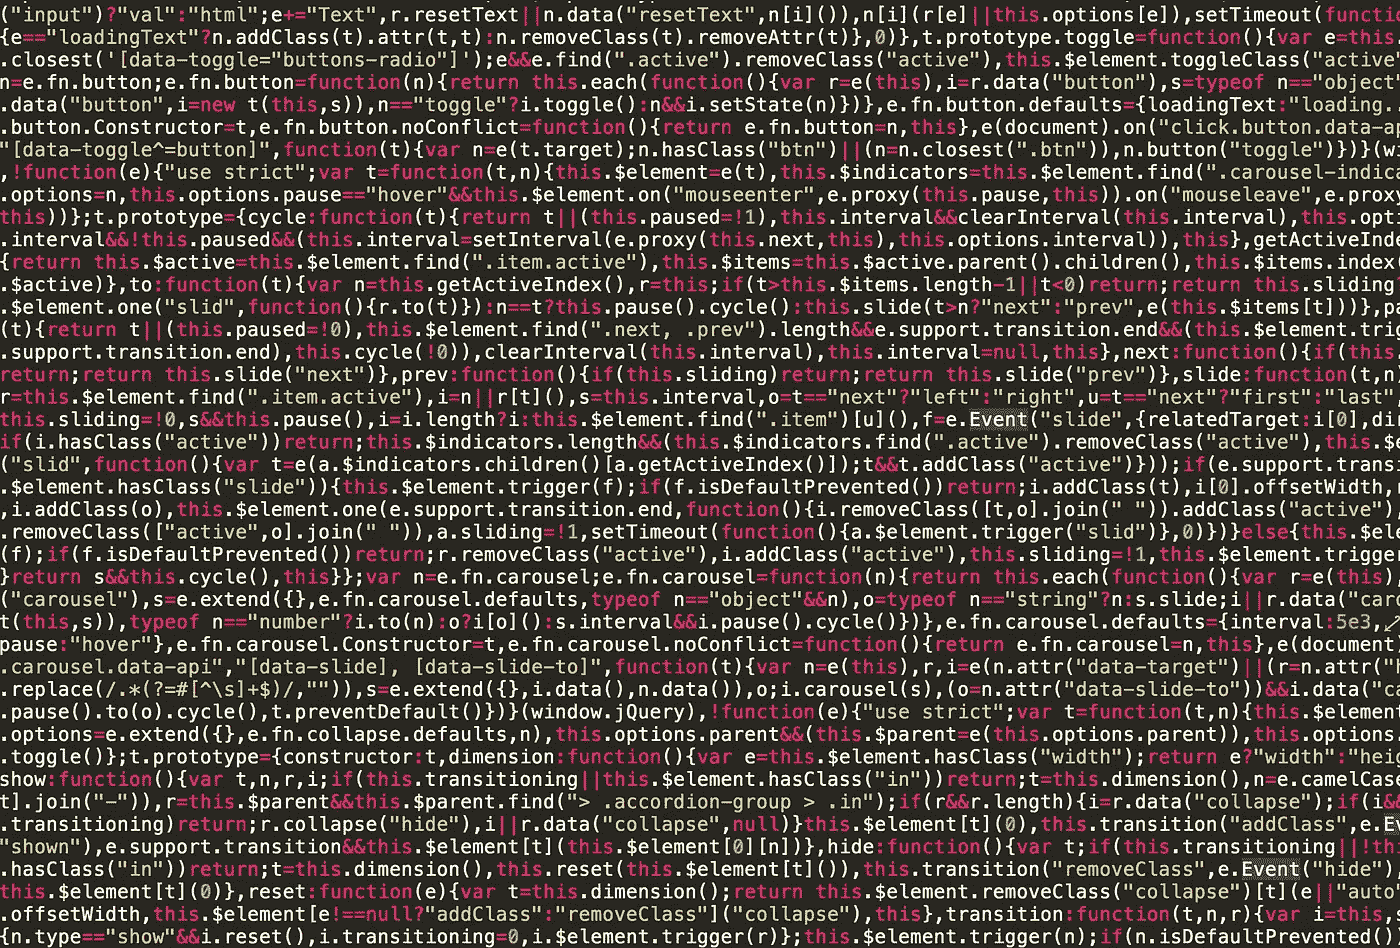 ("input")?"val":"html";e+="Text",r.resetText||n.data("resetText",n[i]()),n[i](r[e]||this.options[e]),setTimeout(functio
{e=="loadingText"?n.addClass(t).attr(t,t):n.removeClass(t).removeAttr(t)},0)},t.prototype.toggle=function(){var e=this.
.closest('[data-toggle="buttons-radio"]');e&&e.find(".active").removeClass("active"),this.$element.toggleClass("active
n=e.fn.button;e.fn.button=function(n){return this.each(function(){var r=e(this),i=r.data("button"),s=typeof n=="object
.data("button",i=new t(this,s)),n=="toggle"?i.toggle():n&&i.setState(n)})},e.fn.button.defaults={loadingText:"loading.
.button.Constructor=t,e.fn.button.noConflict=function(){return e.fn.button=n,this},e(document).on("click.button.data-a
"[data-toggle^=button]",function(t){var n=e(t.target);n.hasClass("btn")||(n=n.closest(".btn")),n.button("toggle")})}(wi
,!function(e){"use strict";var t=function(t,n){this.$element=e(t),this.$indicators=this.$element.find(".carousel-indica
.options=n,this.options.pause=="hover"&&this.$element.on("mouseenter",e.proxy(this.pause,this)).on("mouseleave",e.prox
this))};t.prototype={cycle:function(t){return t||(this.paused=!1),this.interval&&clearInterval(this.interval),this.opt
.interval&&!this.paused&&(this.interval=setInterval(e.proxy(this.next,this),this.options.interval)),this},getActiveInd
{return this.$active=this.$element.find(".item.active"),this.$items=this.$active.parent().children(),this.$items.index(
.$active)},to:function(t){var n=this.getActiveIndex(),r=this;if(t>this.$items.length-1||t<0)return;return this.sliding
.$element.one("slid",function(){r.to(t)}):n==t?this.pause().cycle():this.slide(t>n?"next":"prev",e(this.$items[t]))},p
(t){return t||(this.paused=!0),this.$element.find(".next, .prev").length&&e.support.transition.end&&(this.$element.tri
.support.transition.end),this.cycle(!0)),clearInterval(this.interval),this.interval=null,this},next:function(){if(this
return;return this.slide("next")},prev:function(){if(this.sliding)return;return this.slide("prev")},slide:function(t,n)
r=this.$element.find(".item.active"),i=n||r[t](),s=this.interval,o=t=="next"?"left":"right",u=t=="next"?"first":"last"
this.sliding=!0,s&&this.pause(),i=i.length?i:this.$element.find(".item")[u](),f=e.Event("slide",{relatedTarget:i[0],di
if(i.hasClass("active"))return;this.$indicators.length&&(this.$indicators.find(".active").removeClass("active"),this.$e
("slid",function(){var t=e(a.$indicators.children()[a.getActiveIndex()]);t&&t.addClass("active")}));if(e.support.trans
.$element.hasClass("slide")){this.$element.trigger(f);if(f.isDefaultPrevented())return;i.addClass(t),i[0].offsetWidth,
,i.addClass(o),this.$element.one(e.support.transition.end,function(){i.removeClass([t,o].join(" ")).addClass("active")
.removeClass(["active",o].join(" ")),a.sliding=!1,setTimeout(function(){a.$element.trigger("slid")},0)})}else{this.$ele
(f);if(f.isDefaultPrevented())return;r.removeClass("active"),i.addClass("active"),this.sliding=!1,this.$element.trigge
}return s&&this.cycle(),this}};var n=e.fn.carousel;e.fn.carousel=function(n){return this.each(function(){var r=e(this)
("carousel"),s=e.extend({},e.fn.carousel.defaults,typeof n=="object"&&n),o=typeof n=="string"?n:s.slide;i||r.data("car
t(this,s)),typeof n=="number"?i.to(n):o?i[o]():s.interval&&i.pause().cycle()})},e.fn.carousel.defaults={interval:5e3,
pause:"hover"},e.fn.carousel.Constructor=t,e.fn.carousel.noConflict=function(){return e.fn.carousel=n,this},e(document
.carousel.data-api","[data-slide], [data-slide-to]",function(t){var n=e(this),r,i=e(n.attr("data-target")||(r=n.attr("
.replace(/.*(?=#[^\s]+$)/,"")),s=e.extend({},i.data(),n.data()),o;i.carousel(s),(o=n.attr("data-slide-to"))&&i.data("c
.pause().to(o).cycle(),t.preventDefault()})}(window.jQuery),!function(e){"use strict";var t=function(t,n){this.$elemen
.options=e.extend({},e.fn.collapse.defaults,n),this.options.parent&&(this.$parent=e(this.options.parent)),this.options.
.toggle()};t.prototype={constructor:t,dimension:function(){var e=this.$element.hasClass("width");return e?"width":"heig
show:function(){var t,n,r,i;if(this.transitioning||this.$element.hasClass("in"))return;t=this.dimension(),n=e.camelCas
t].join("-")),r=this.$parent&&this.$parent.find("> .accordion-group > .in");if(r&&r.length){i=r.data("collapse");if(i&
.transitioning)return;r.collapse("hide"),i||r.data("collapse",null)}this.$element[t](0),this.transition("addClass",e.Ev
"shown"),e.support.transition&&this.$element[t](this.$element[0][n])},hide:function(){var t;if(this.transitioning||!th
.hasClass("in"))return;t=this.dimension(),this.reset(this.$element[t]()),this.transition("removeClass",e.Event("hide")
this.$element[t](0)},reset:function(e){var t=this.dimension();return this.$element.removeClass("collapse")[t](e||"auto
.offsetWidth,this.$element[e!==null?"addClass":"removeClass"]("collapse"),this},transition:function(t,n,r){var i=this,
{n.type=="show"&&i.reset(),i.transitioning=0,i.$element.trigger(r)};this.$element.trigger(n);if(n.isDefaultPrevented()